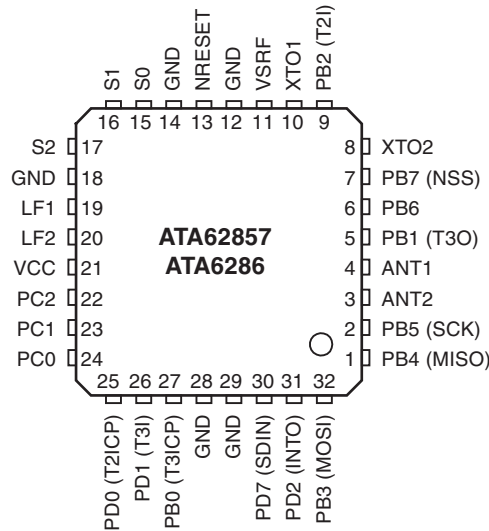 S1
S0
GND
NRESET
GND
VSRF
XTO1
PB2 (T2I)
16 15 14 13 12 11 10 9
S2 17
GND 18
LF1 19
LF2 20
VCC 21
PC2 22
PC1 23
PC0 24
ATA62857
ATA6286
8 XTO2
7 PB7 (NSS)
6 PB6
5 PB1 (T3O)
4 ANT1
3 ANT2
2 PB5 (SCK)
1 PB4 (MISO)
25 26 27 28 29 30 31 32
PD0 (T2ICP)
PD1 (T3I)
PB0 (T3ICP)
GND
GND
PD7 (SDIN)
PD2 (INTO)
PB3 (MOSI)